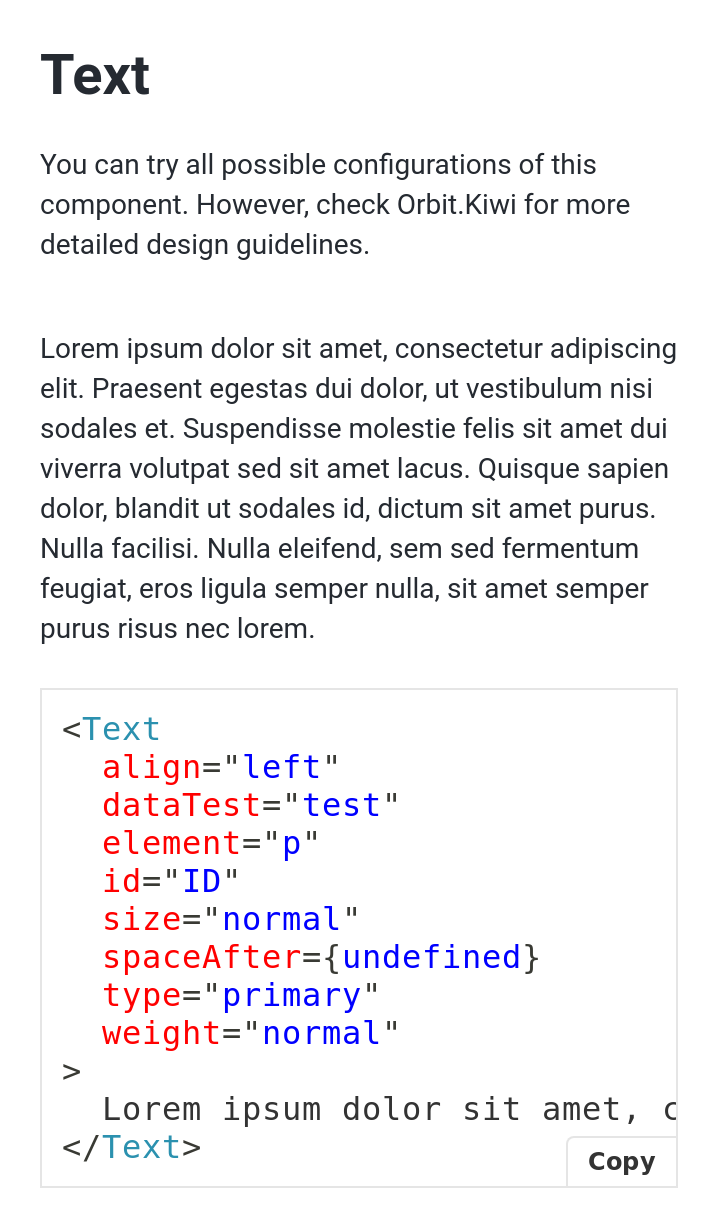 Text
You can try all possible configurations of this
component. However, check Orbit.Kiwi for more
detailed design guidelines.
Lorem ipsum dolor sit amet, consectetur adipiscing
elit. Praesent egestas dui dolor, ut vestibulum nisi
sodales et. Suspendisse molestie felis sit amet dui
viverra volutpat sed sit amet lacus. Quisque sapien
dolor, blandit ut sodales id, dictum sit amet purus.
Nulla facilisi. Nulla eleifend, sem sed fermentum
feugiat, eros ligula semper nulla, sit amet semper
purus risus nec lorem.
<Text
  align="left"
  dataTest="test"
  element="p"
  id="ID"
  size="normal"
  spaceAfter={undefined}
  type="primary"
  weight="normal"
>
  Lorem ipsum dolor sit amet,
</Text>
Copy